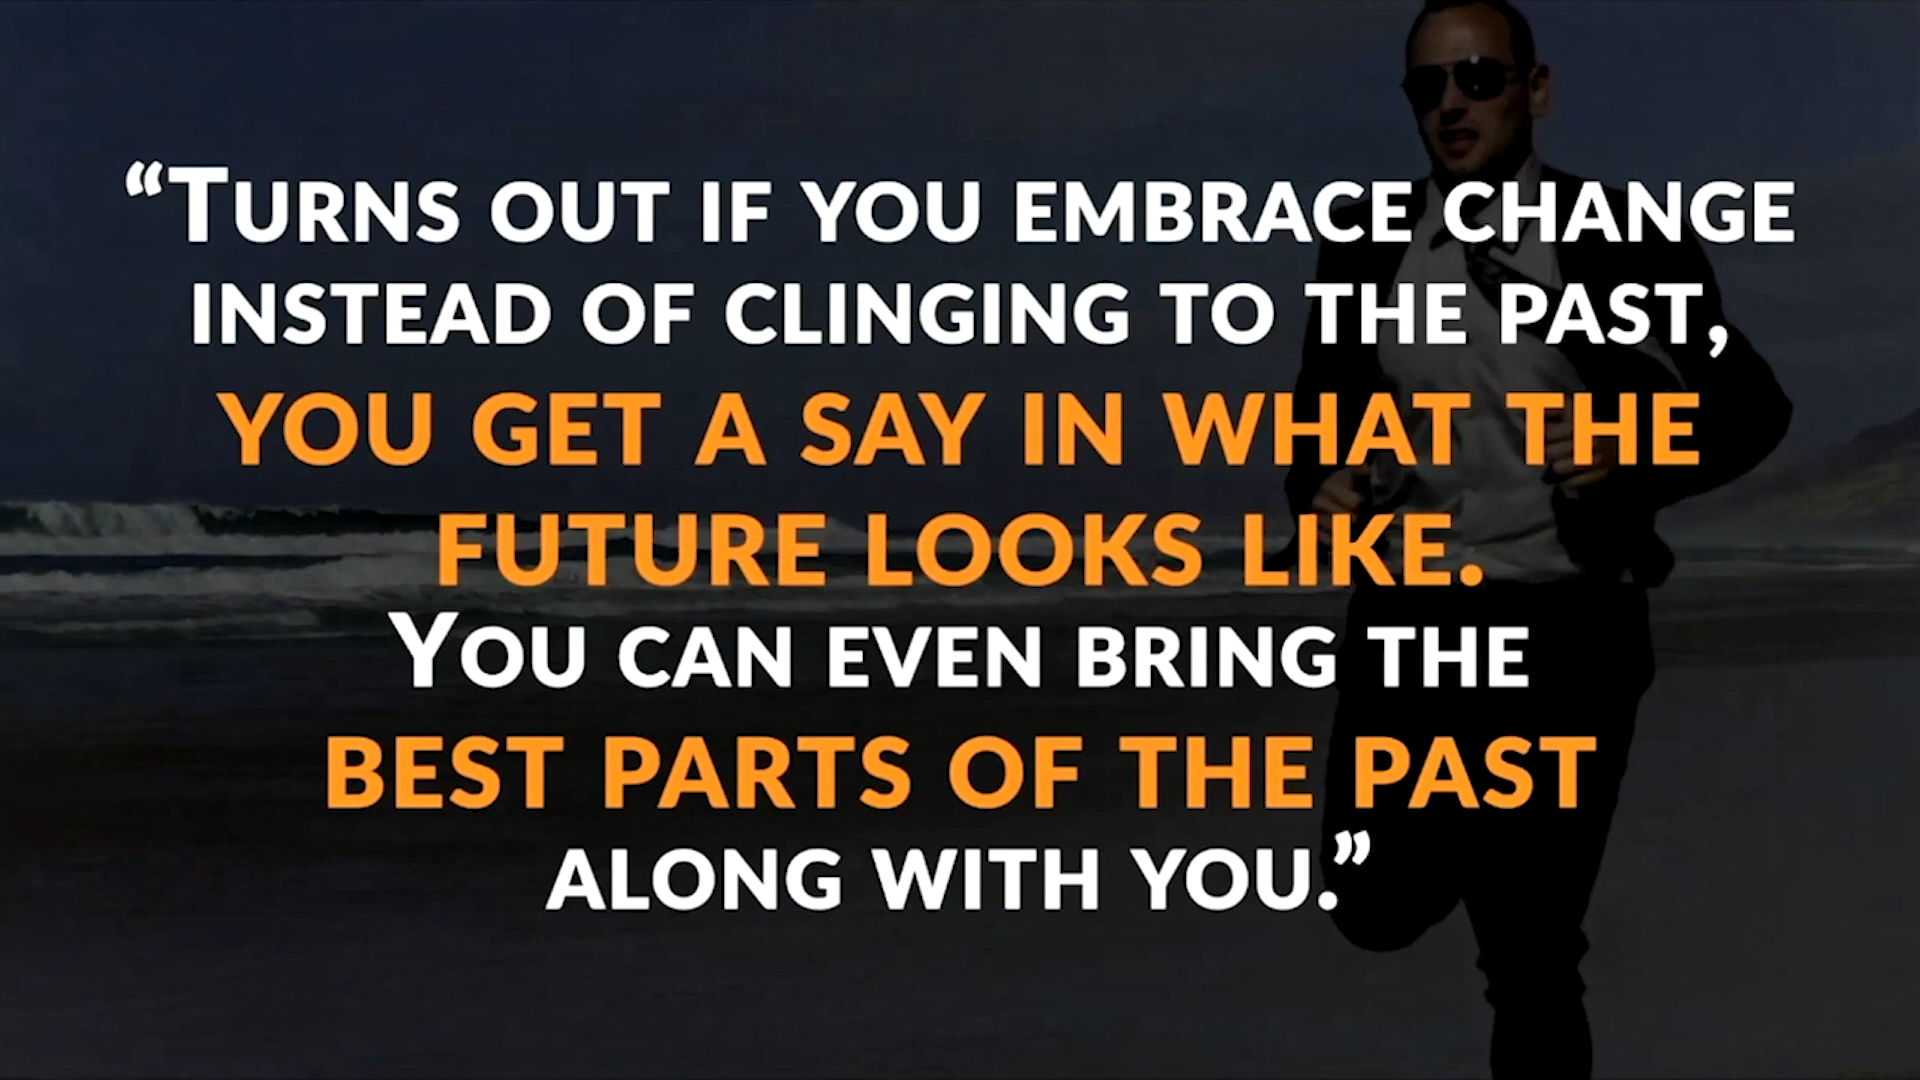 “Turns out if you embrace change
instead of clinging to the past,
you get a say in what the
future looks like.
You can even bring the
best parts of the past
along with you.”